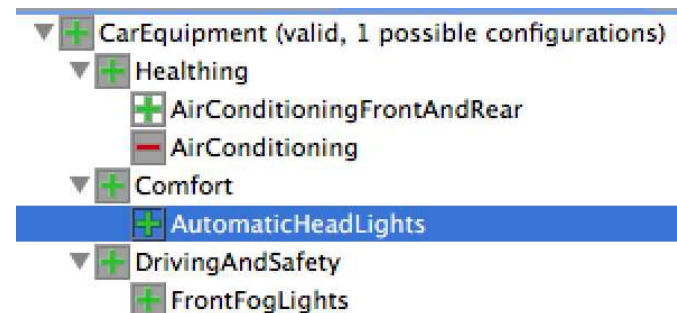 CarEquipment (valid, 1 possible configurations)
Healthing
AirConditioningFrontAndRear
AirConditioning
Comfort
AutomaticHeadLights
DrivingAndSafety
FrontFogLights